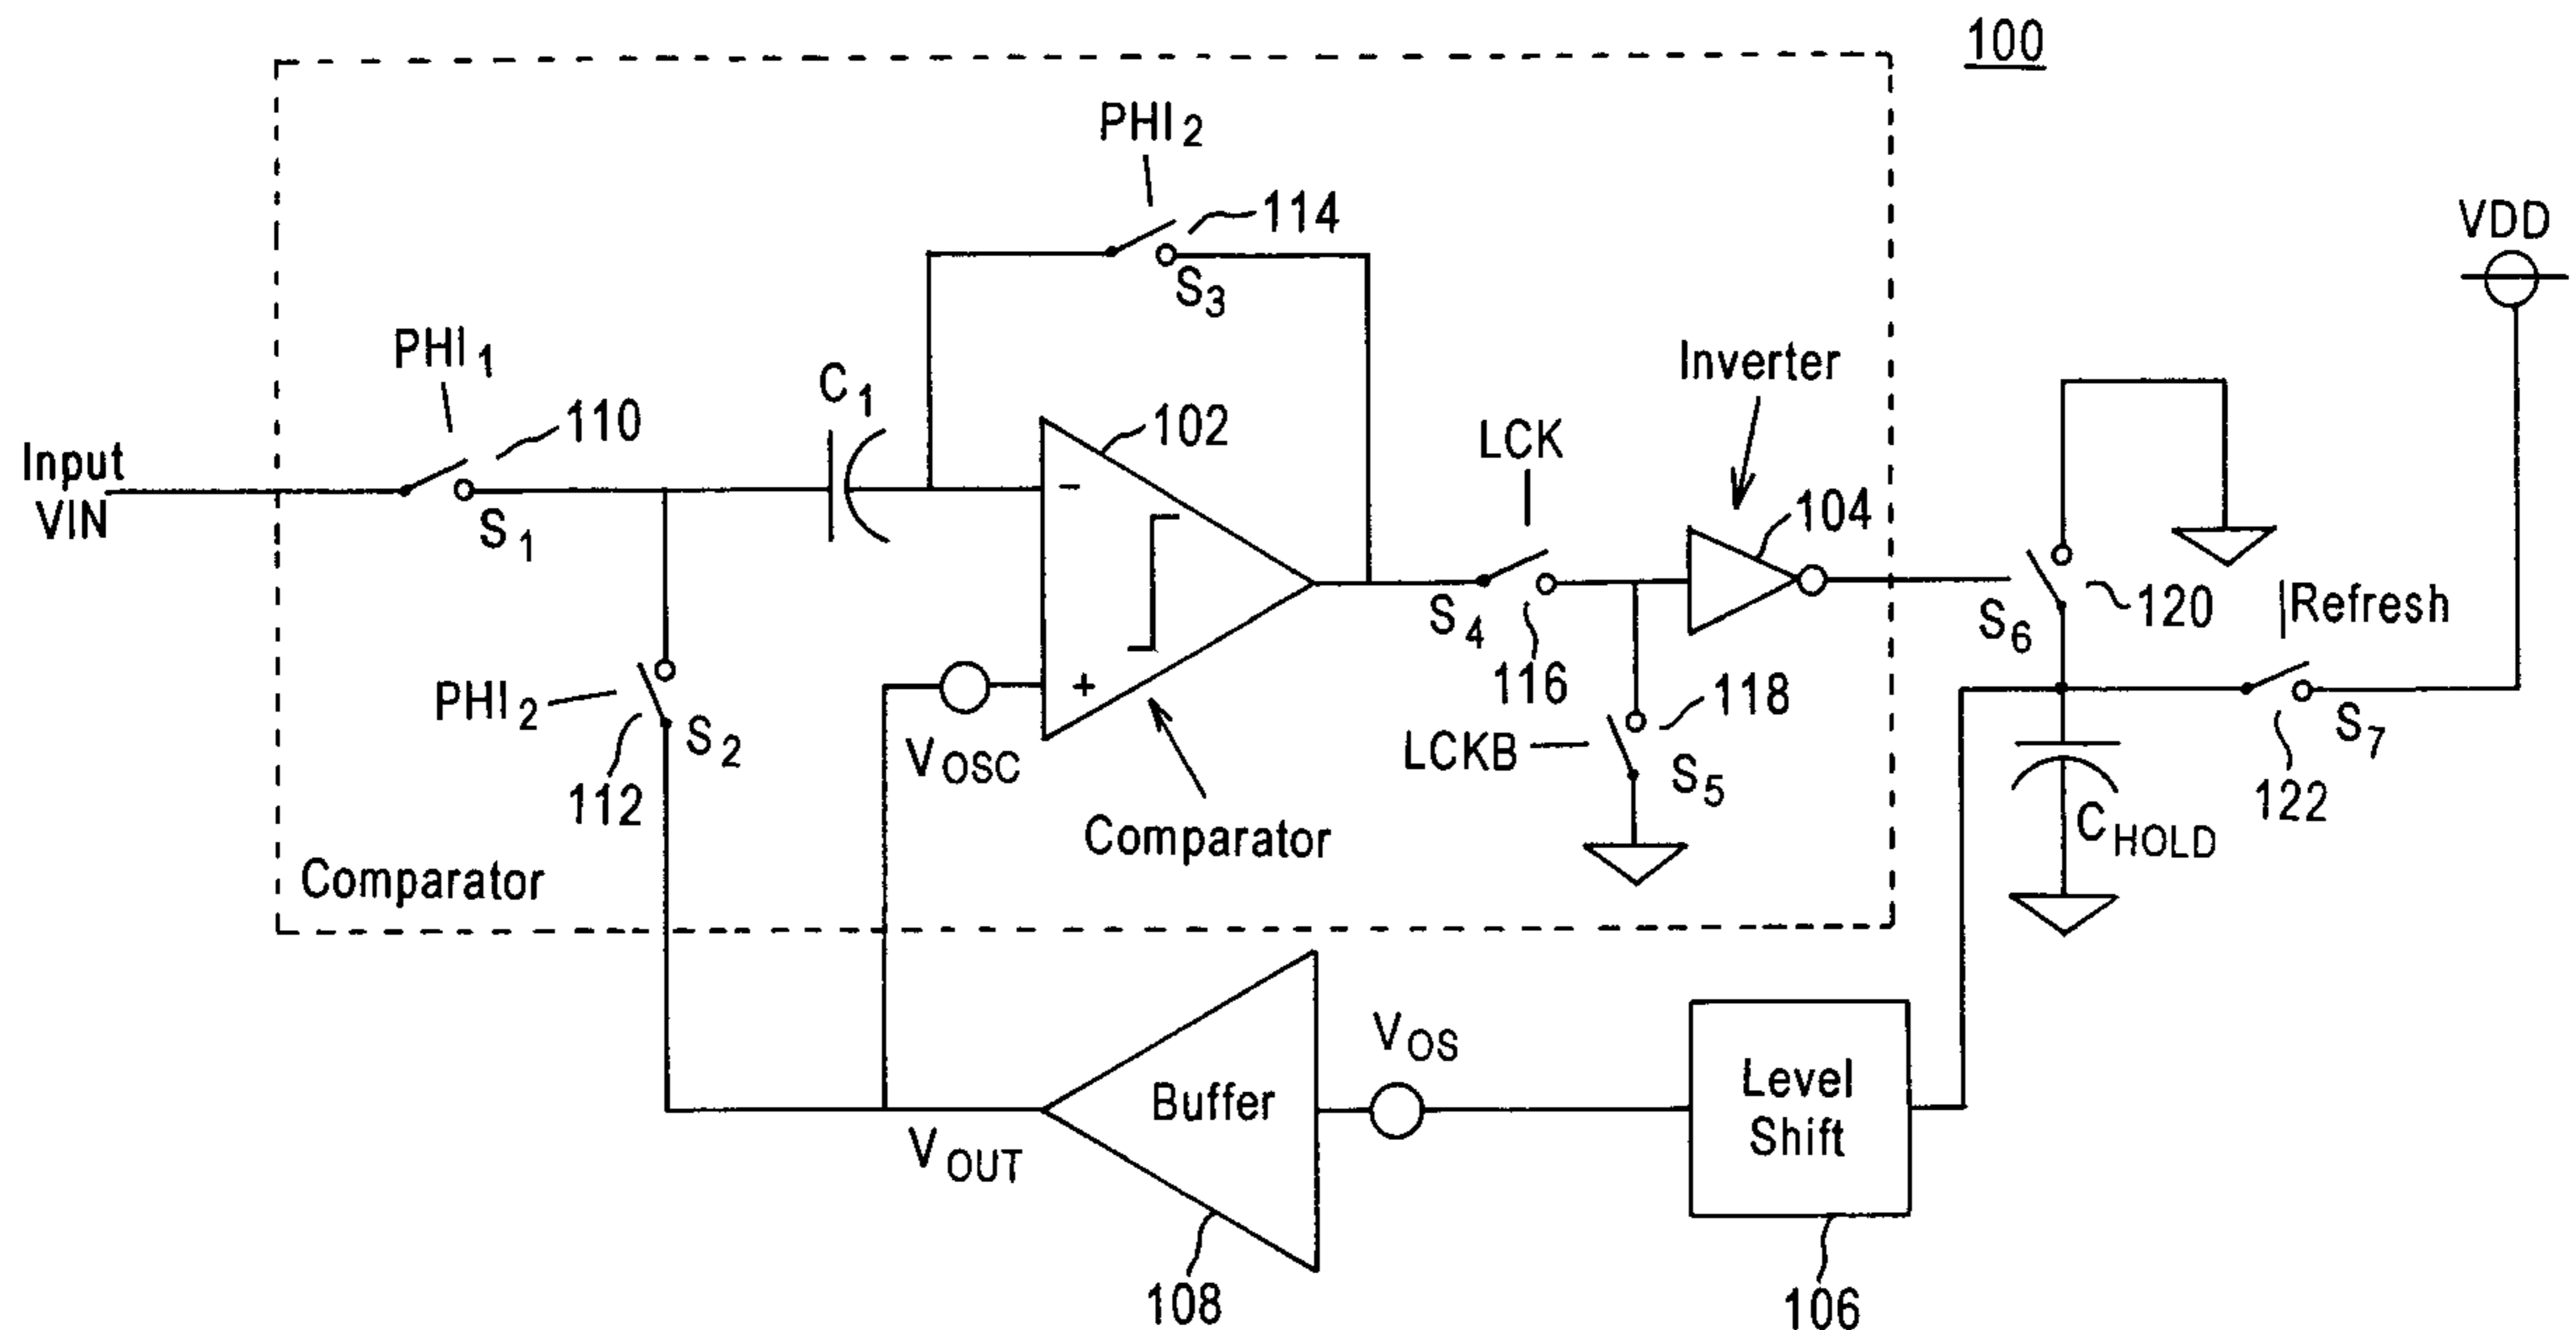 100
PHI2
114
S3
VDD
PHI1
110
C1
Inverter
102
LCK
104
Input
VIN
S1
S4
116
S6
120
Refresh
PHI2
S2
112
VOSC
118
LCKB
S5
S7
122
CHOLD
Comparator
Comparator
VOS
Buffer
Level
Shift
VOUT
108
106
-
+